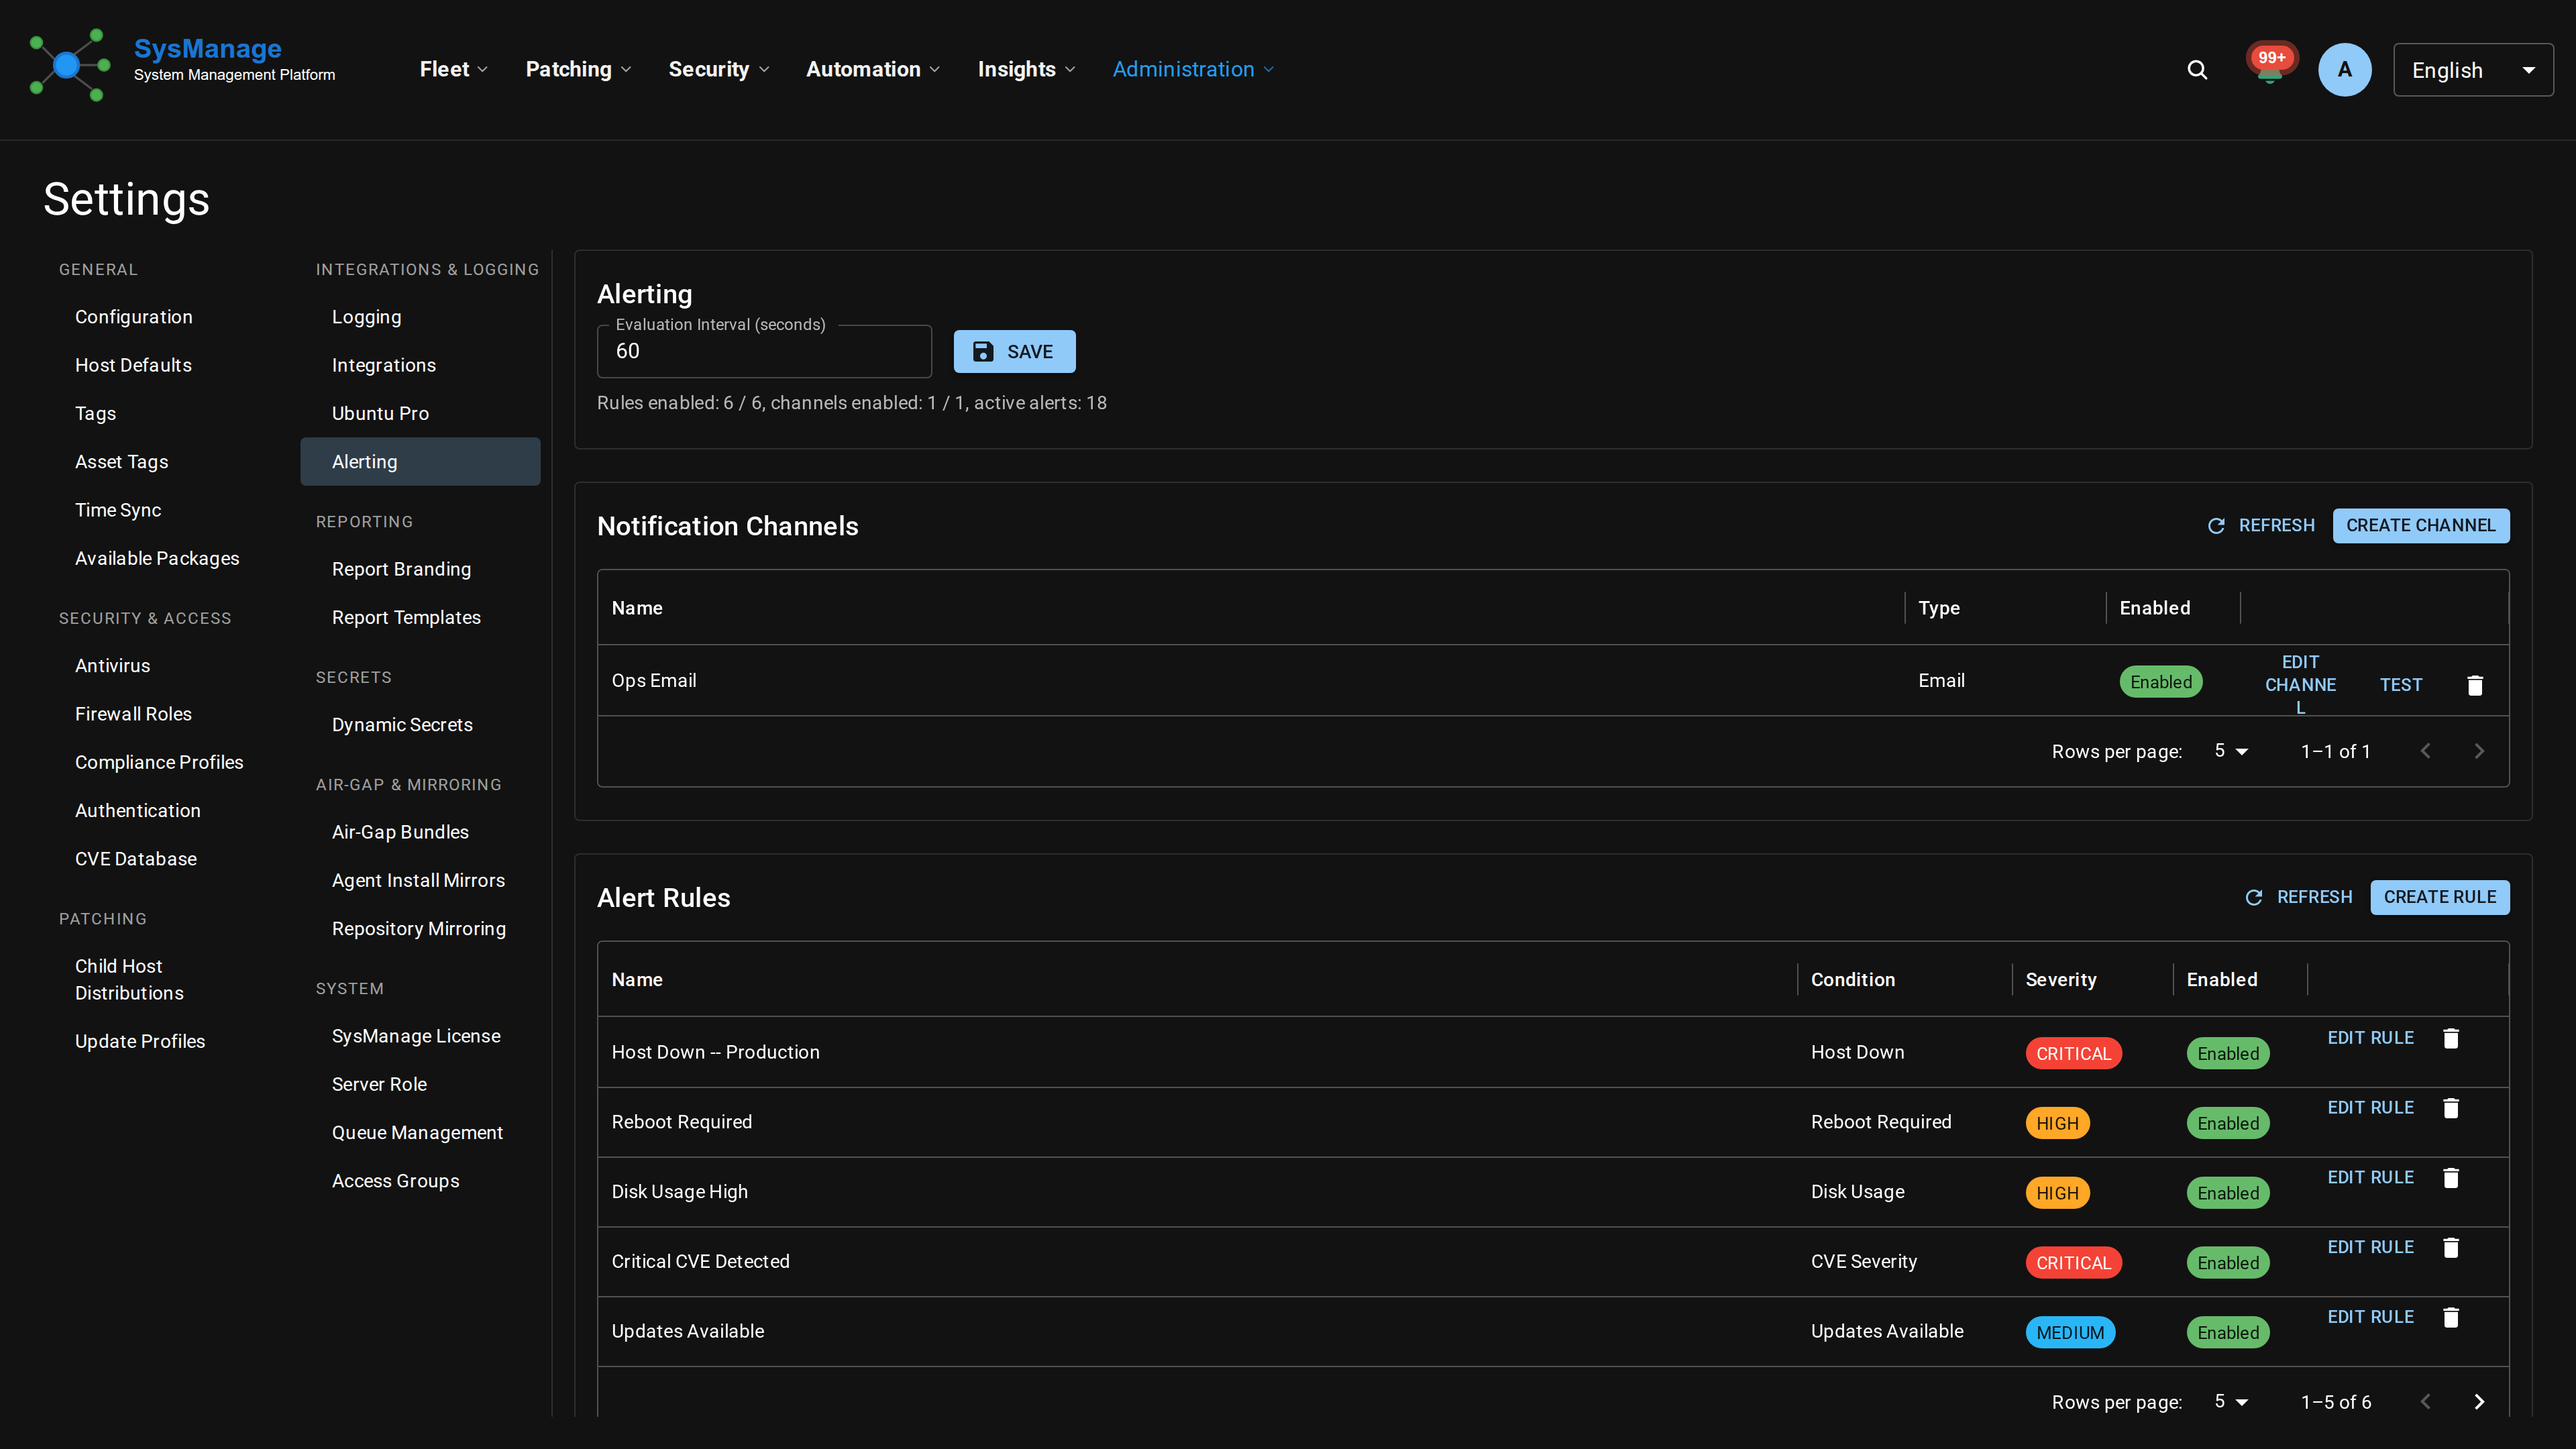 SysManage
System Management Platform
Fleet
Patching
Security
Automation
Insights
Administration
99+
A
English
Settings
GENERAL
Configuration
Host Defaults
Tags
Asset Tags
Time Sync
Available Packages
SECURITY & ACCESS
Antivirus
Firewall Roles
Compliance Profiles
Authentication
CVE Database
PATCHING
Child Host
Distributions
Update Profiles
INTEGRATIONS & LOGGING
Logging
Integrations
Ubuntu Pro
Alerting
REPORTING
Report Branding
Report Templates
SECRETS
Dynamic Secrets
AIR-GAP & MIRRORING
Air-Gap Bundles
Agent Install Mirrors
Repository Mirroring
SYSTEM
SysManage License
Server Role
Queue Management
Access Groups
Alerting
Evaluation Interval (seconds)
60
SAVE
Rules enabled: 6 / 6, channels enabled: 1 / 1, active alerts: 18
Notification Channels
REFRESH
CREATE CHANNEL
Name Type Enabled
Ops Email Email Enabled
EDIT
CHANNE
L
TEST
Rows per page: 5 1–1 of 1
Alert Rules
REFRESH
CREATE RULE
Name Condition Severity Enabled
Host Down -- Production Host Down CRITICAL Enabled EDIT RULE
Reboot Required Reboot Required HIGH Enabled EDIT RULE
Disk Usage High Disk Usage HIGH Enabled EDIT RULE
Critical CVE Detected CVE Severity CRITICAL Enabled EDIT RULE
Updates Available Updates Available MEDIUM Enabled EDIT RULE
Rows per page: 5 1–5 of 6